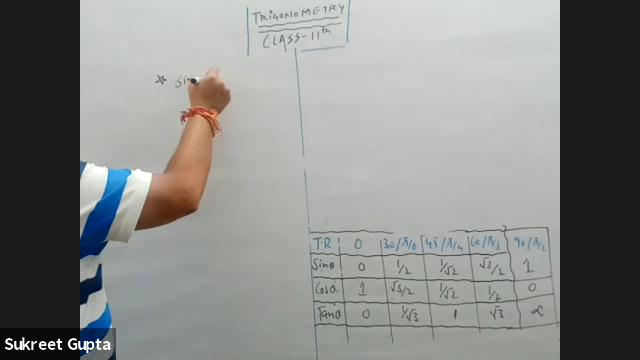 TRIGONOMETRY
CLASS-11th
* Sin
T.R 0 30/π/6 45/π/4 60/π/3 90/π/2
Sinθ 0 1/2 1/√2 √3/2 1
Cosθ 1 √3/2 1/√2 1/2 0
Tanθ 0 1/√3 1 √3 ∝
Sukreet Gupta